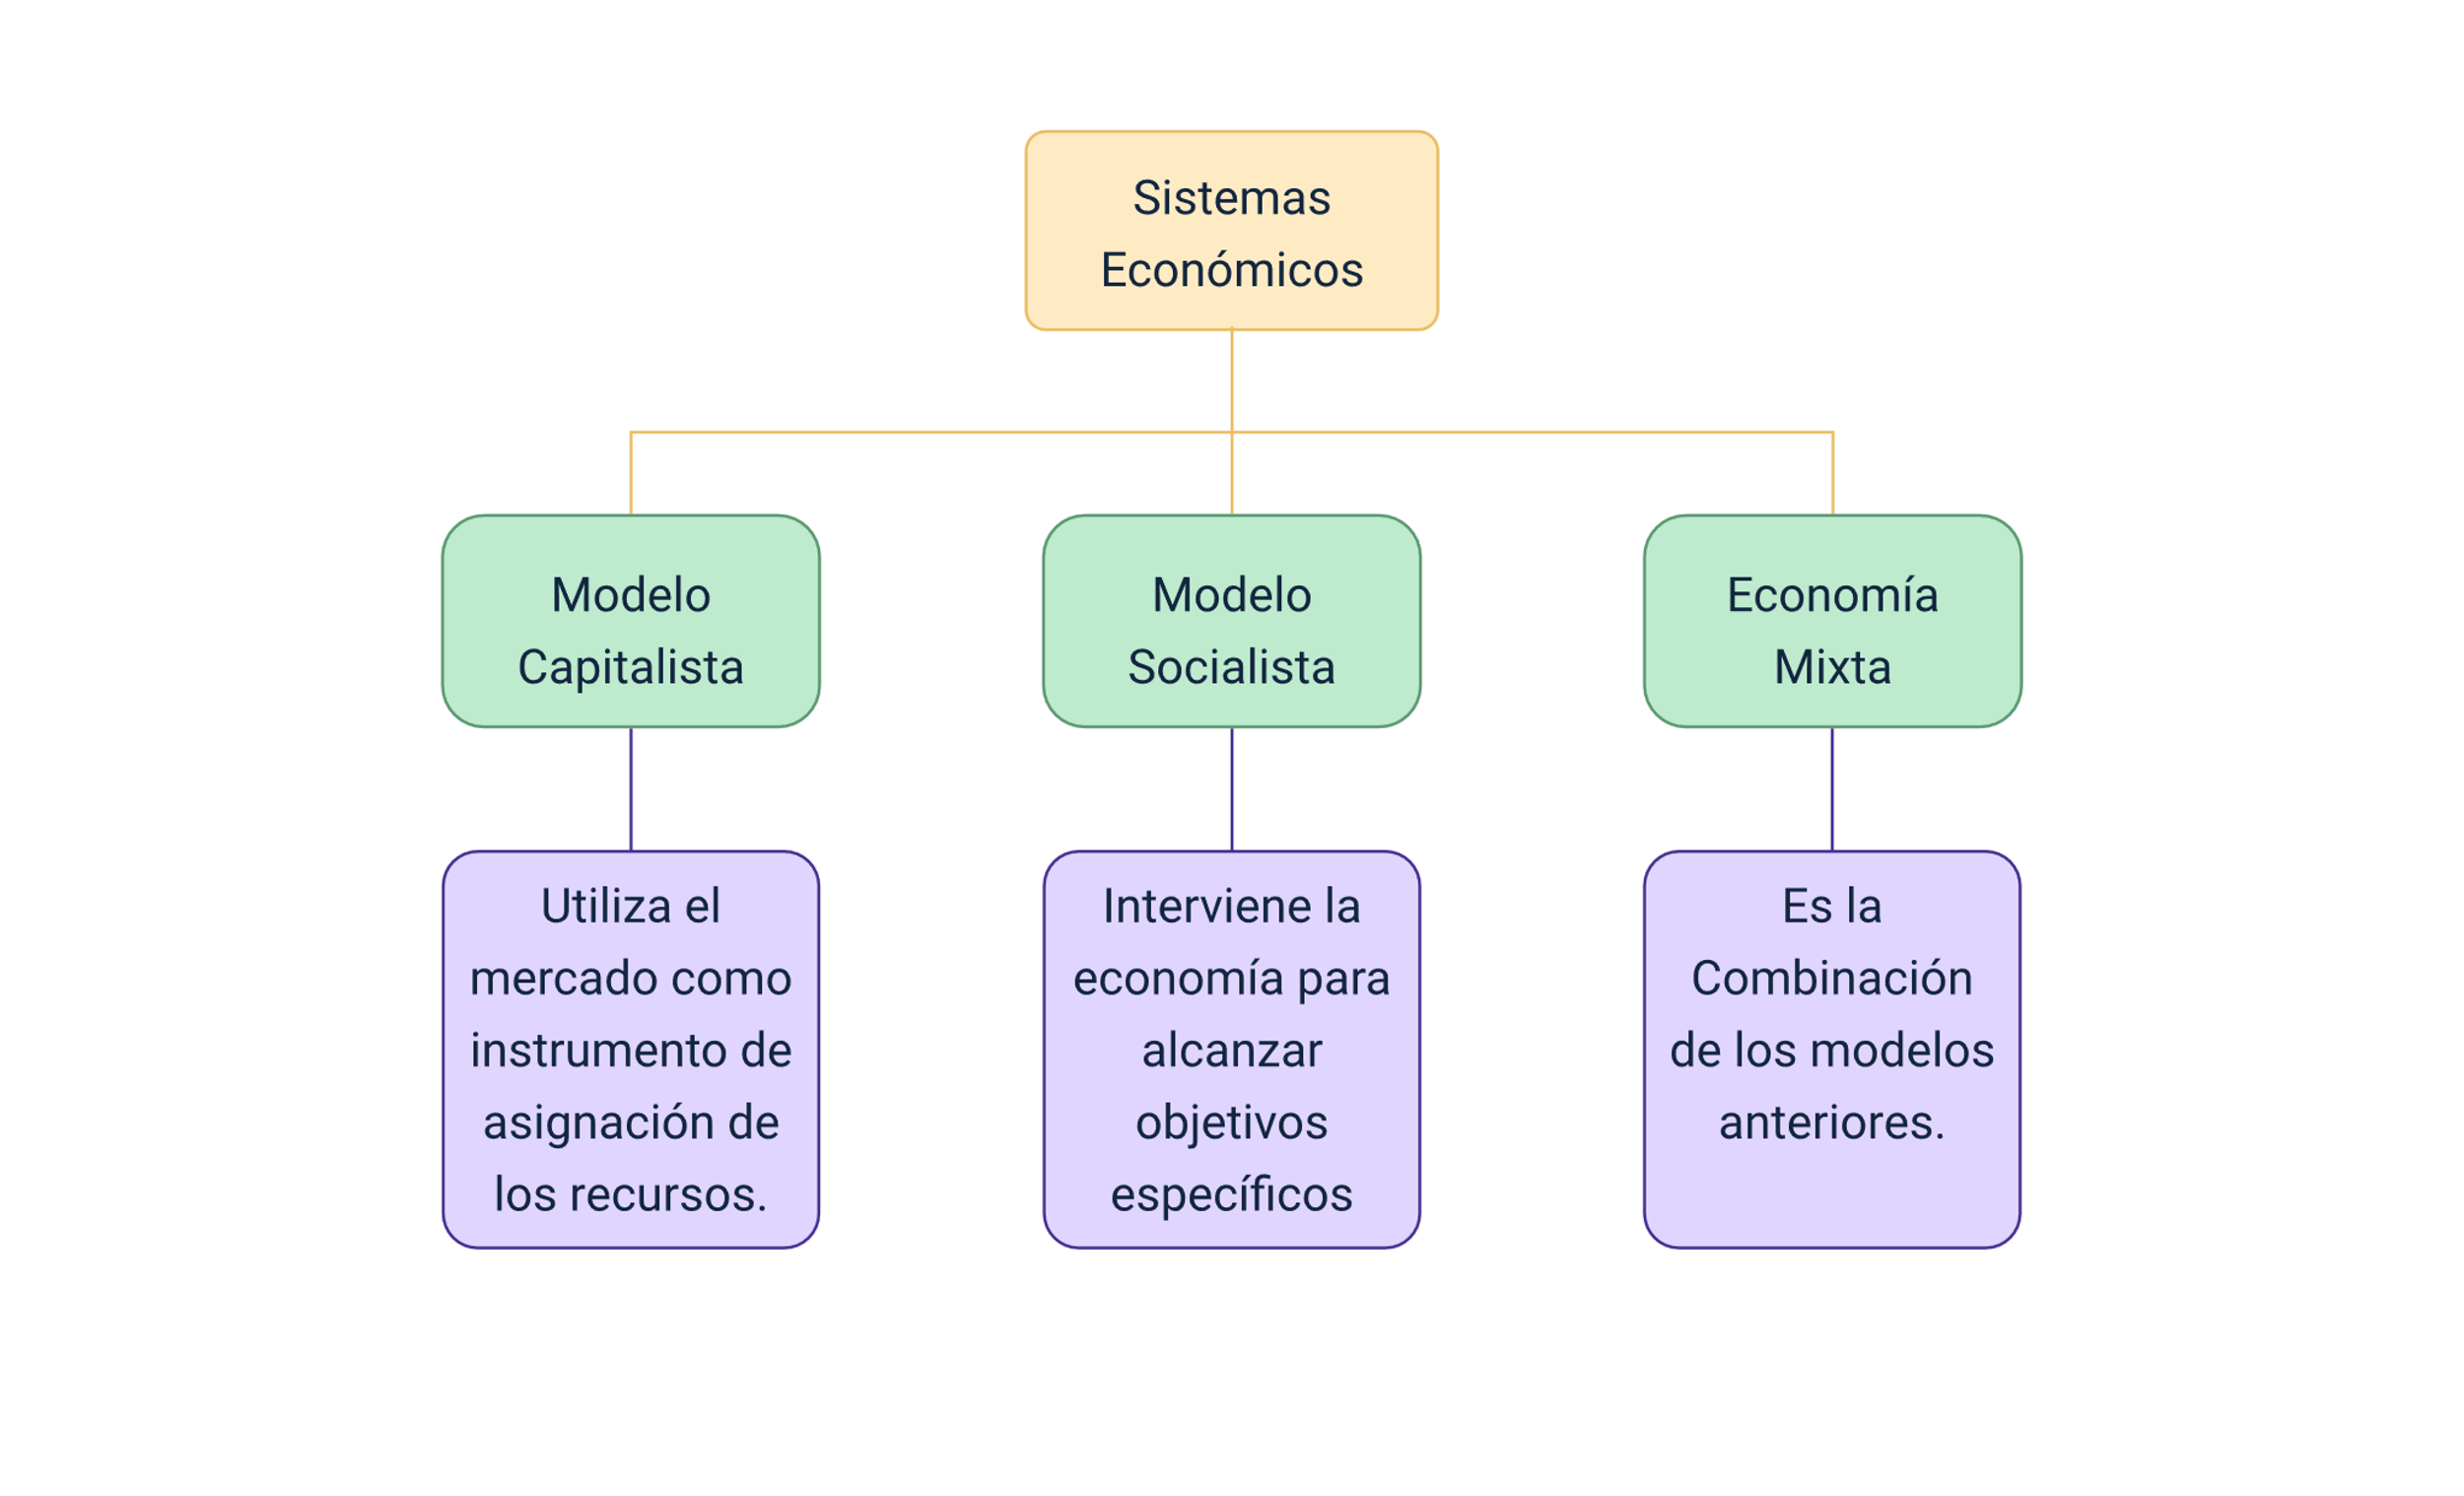 Sistemas
Económicos
Modelo
Capitalista
Modelo
Socialista
Economía
Mixta
Utiliza el
mercado como
instrumento de
asignación de
los recursos.
Interviene la
economía para
alcanzar
objetivos
específicos
Es la
Combinación
de los modelos
anteriores.